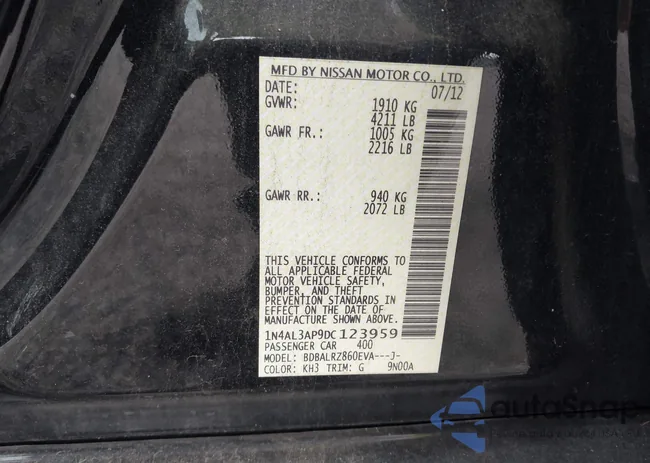 MFD BY NISSAN MOTOR CO., LTD.
DATE: 07/12
GVWR: 1910 KG
4211 LB
GAWR FR.: 1005 KG
2216 LB
GAWR RR.: 940 KG
2072 LB
THIS VEHICLE CONFORMS TO
ALL APPLICABLE FEDERAL
MOTOR VEHICLE SAFETY,
BUMPER, AND THEFT
PREVENTION STANDARDS IN
EFFECT ON THE DATE OF
MANUFACTURE SHOWN ABOVE.
1N4AL3AP9DC123959
PASSENGER CAR 400
MODEL: BDBALRZ860EVA---J-
COLOR: KH3 TRIM: G 9N00A
autoSnap